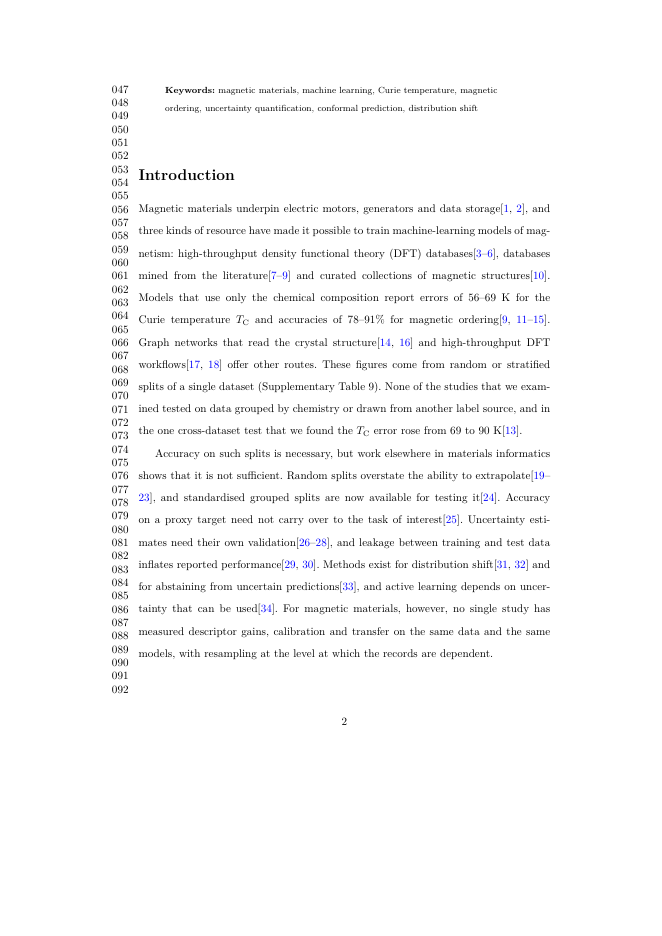 047
048
049
050
051
052
053
054
055
056
057
058
059
060
061
062
063
064
065
066
067
068
069
070
071
072
073
074
075
076
077
078
079
080
081
082
083
084
085
086
087
088
089
090
091
092
Keywords: magnetic materials, machine learning, Curie temperature, magnetic
ordering, uncertainty quantification, conformal prediction, distribution shift
Introduction
Magnetic materials underpin electric motors, generators and data storage[1, 2], and
three kinds of resource have made it possible to train machine-learning models of mag-
netism: high-throughput density functional theory (DFT) databases[3–6], databases
mined from the literature[7–9] and curated collections of magnetic structures[10].
Models that use only the chemical composition report errors of 56–69 K for the
Curie temperature TC and accuracies of 78–91% for magnetic ordering[9, 11–15].
Graph networks that read the crystal structure[14, 16] and high-throughput DFT
workflows[17, 18] offer other routes. These figures come from random or stratified
splits of a single dataset (Supplementary Table 9). None of the studies that we exam-
ined tested on data grouped by chemistry or drawn from another label source, and in
the one cross-dataset test that we found the TC error rose from 69 to 90 K[13].
Accuracy on such splits is necessary, but work elsewhere in materials informatics
shows that it is not sufficient. Random splits overstate the ability to extrapolate[19–
23], and standardised grouped splits are now available for testing it[24]. Accuracy
on a proxy target need not carry over to the task of interest[25]. Uncertainty esti-
mates need their own validation[26–28], and leakage between training and test data
inflates reported performance[29, 30]. Methods exist for distribution shift[31, 32] and
for abstaining from uncertain predictions[33], and active learning depends on uncer-
tainty that can be used[34]. For magnetic materials, however, no single study has
measured descriptor gains, calibration and transfer on the same data and the same
models, with resampling at the level at which the records are dependent.
2